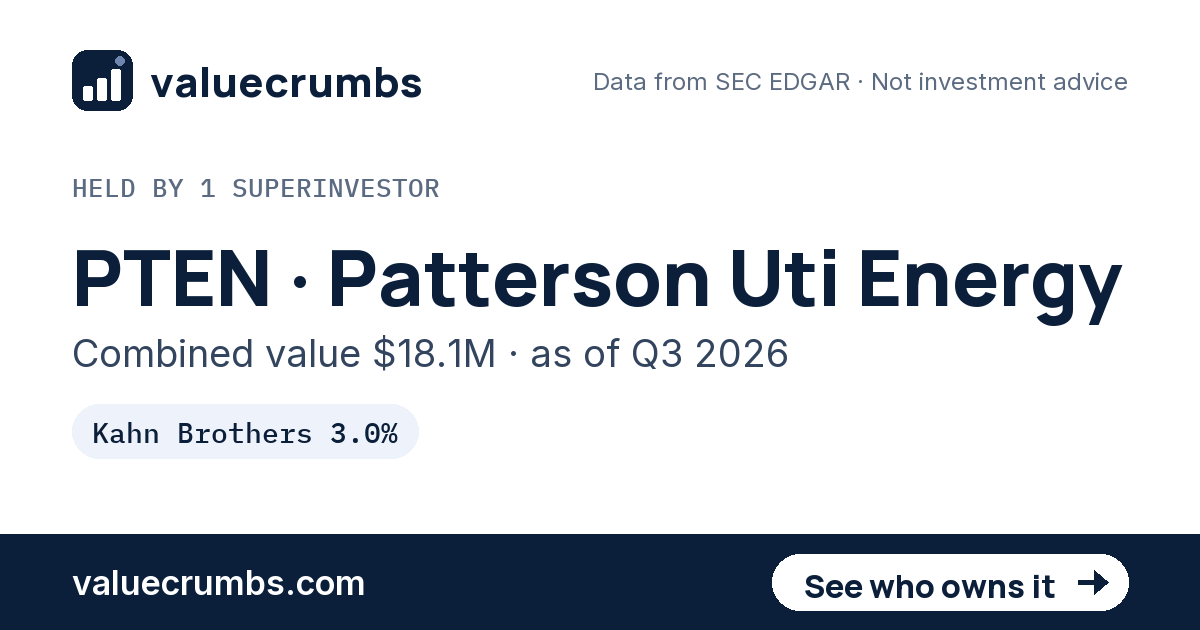 valuecrumbs
Data from SEC EDGAR · Not investment advice
HELD BY 1 SUPERINVESTOR
PTEN · Patterson Uti Energy
Combined value $18.1M · as of Q3 2026
Kahn Brothers 3.0%
valuecrumbs.com
See who owns it →